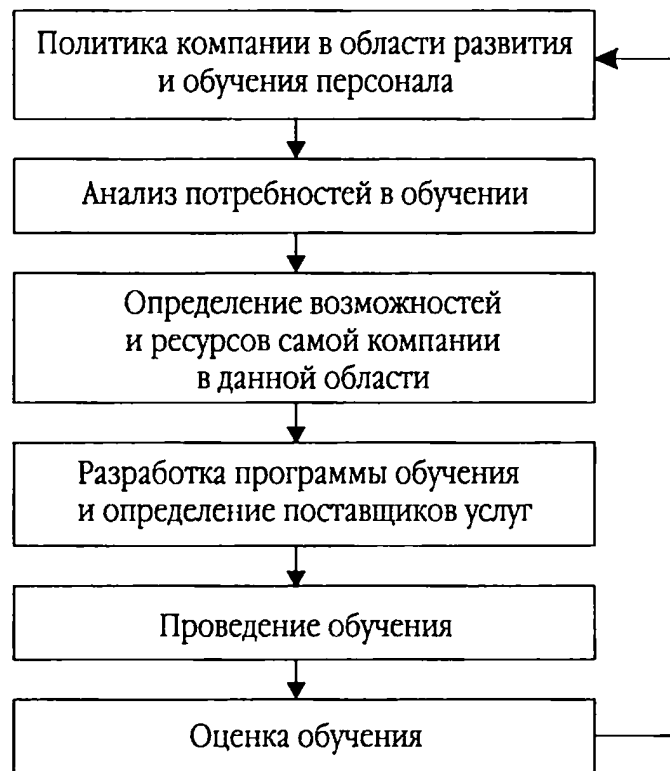 Политика компании в области развития
и обучения персонала
Анализ потребностей в обучении
Определение возможностей
и ресурсов самой компании
в данной области
Разработка программы обучения
и определение поставщиков услуг
Проведение обучения
Оценка обучения